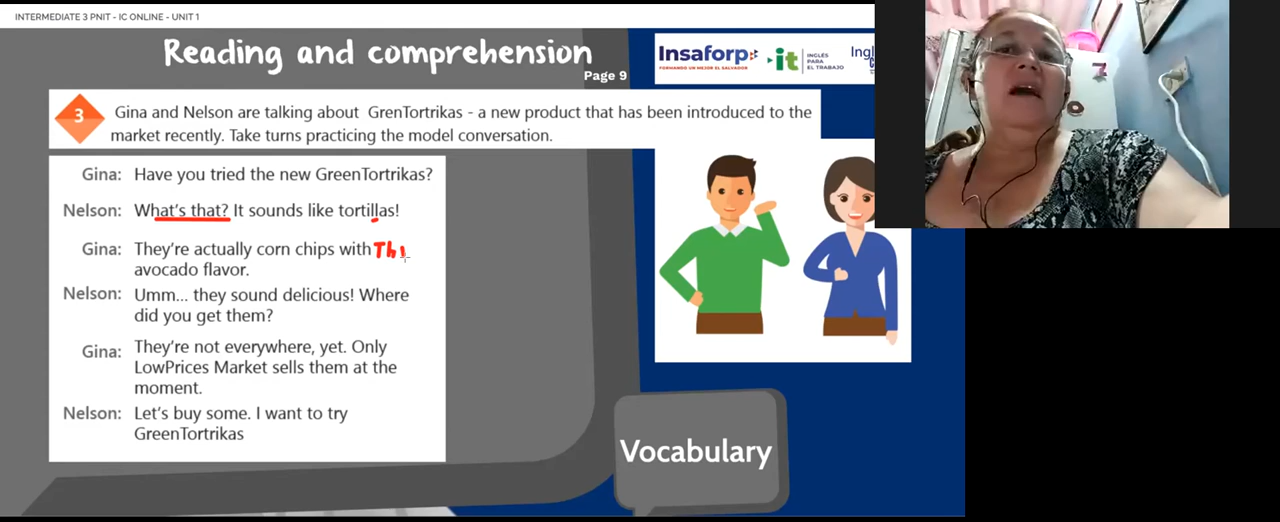 INTERMEDIATE 3 PNIT - IC ONLINE - UNIT 1
Reading and comprehension
Page 9
Insaforp
FORMANDO UN MEJOR EL SALVADOR
it
INGLÉS
PARA
EL TRABAJO
3
Gina and Nelson are talking about GrenTortrikas - a new product that has been introduced to the
market recently. Take turns practicing the model conversation.
Gina: Have you tried the new GreenTortrikas?
Nelson: What's that? It sounds like tortillas!
Gina: They're actually corn chips with Thi
avocado flavor.
Nelson: Umm... they sound delicious! Where
did you get them?
Gina: They're not everywhere, yet. Only
LowPrices Market sells them at the
moment.
Nelson: Let's buy some. I want to try
GreenTortrikas
Vocabulary
7